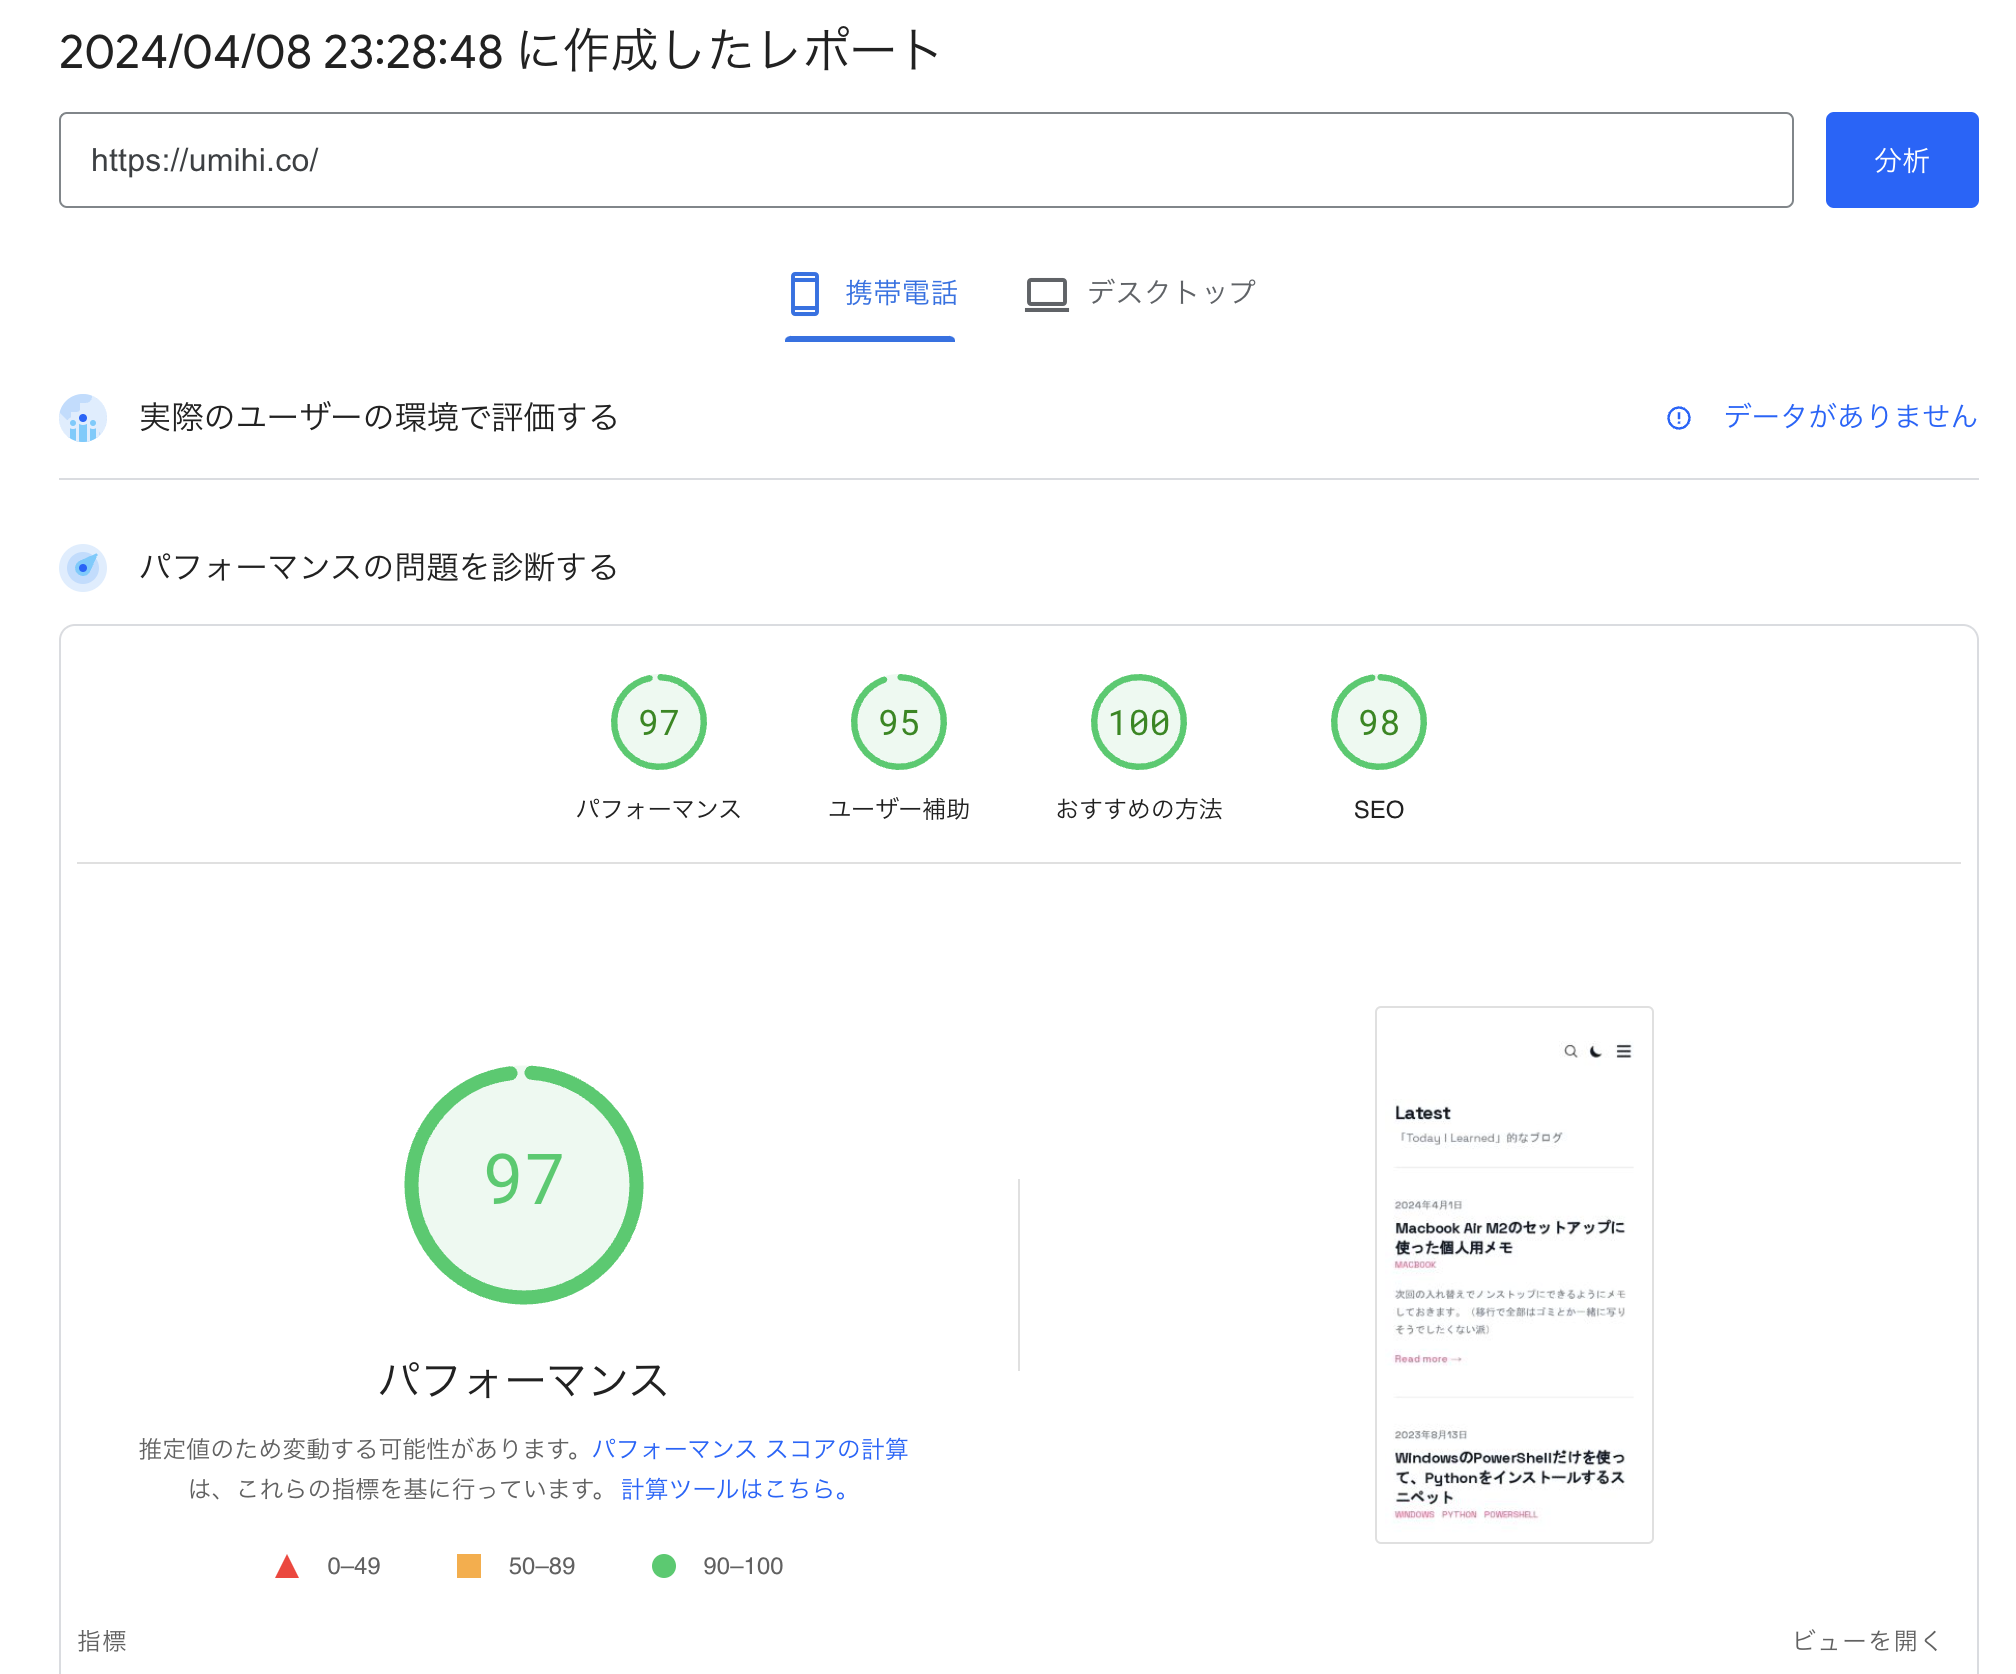 2024/04/08 23:28:48 に作成したレポート
https://umihi.co/
分析
携帯電話
デスクトップ
実際のユーザーの環境で評価する
データがありません
パフォーマンスの問題を診断する
97
95
100
98
パフォーマンス
ユーザー補助
おすすめの方法
SEO
97
パフォーマンス
推定値のため変動する可能性があります。パフォーマンス スコアの計算
は、これらの指標を基に行っています。計算ツールはこちら。
0–49
50–89
90–100
Latest
「Today I Learned」的なブログ
2024年4月1日
Macbook Air M2のセットアップに
使った個人用メモ
MACBOOK
次回の入れ替えでノンストップにできるようにメモ
しておきます。（移行で全部はゴミとか一緒に写り
そうでしたくない派）
Read more →
2023年8月13日
WindowsのPowerShellだけを使っ
て、Pythonをインストールするス
ニペット
WINDOWS PYTHON POWERSHELL
指標
ビューを開く